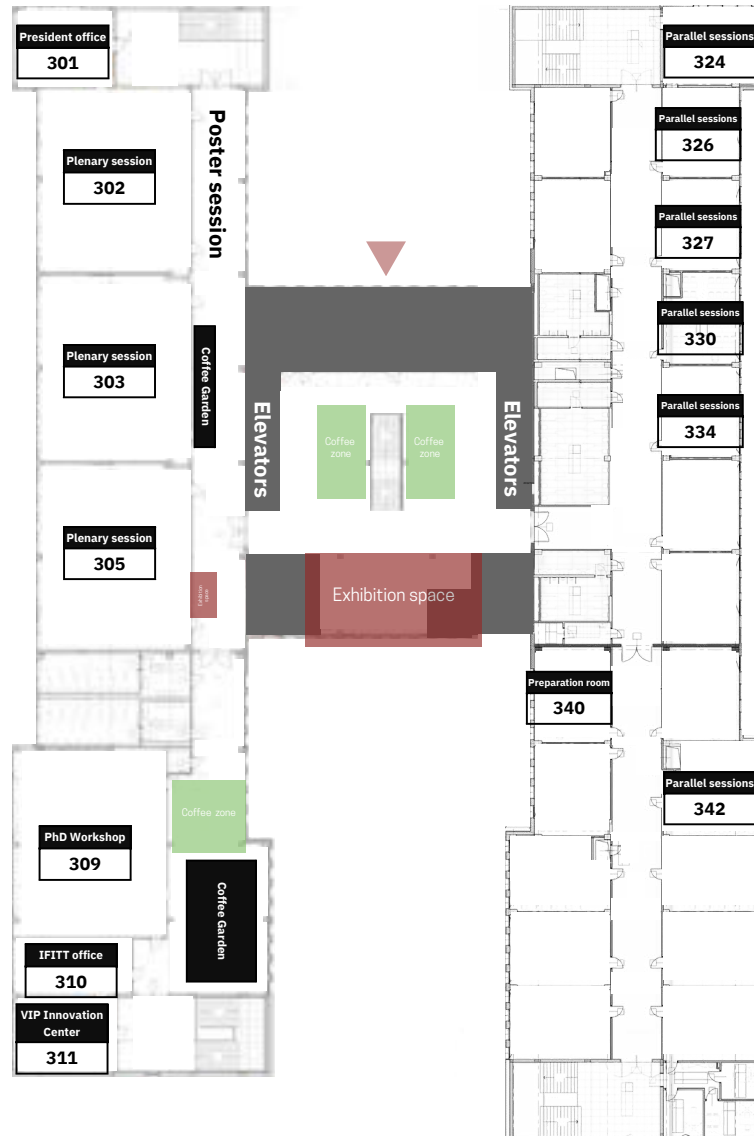 President office
301
Plenary session
302
Poster session
Plenary session
303
Coffee Garden
Elevators
Coffee
zone
Coffee
zone
Elevators
Plenary session
305
Exhibition space
Coffee zone
PhD Workshop
309
Coffee Garden
IFITT office
310
VIP Innovation
Center
311
Parallel sessions
324
Parallel sessions
326
Parallel sessions
327
Parallel sessions
330
Parallel sessions
334
Preparation room
340
Parallel sessions
342